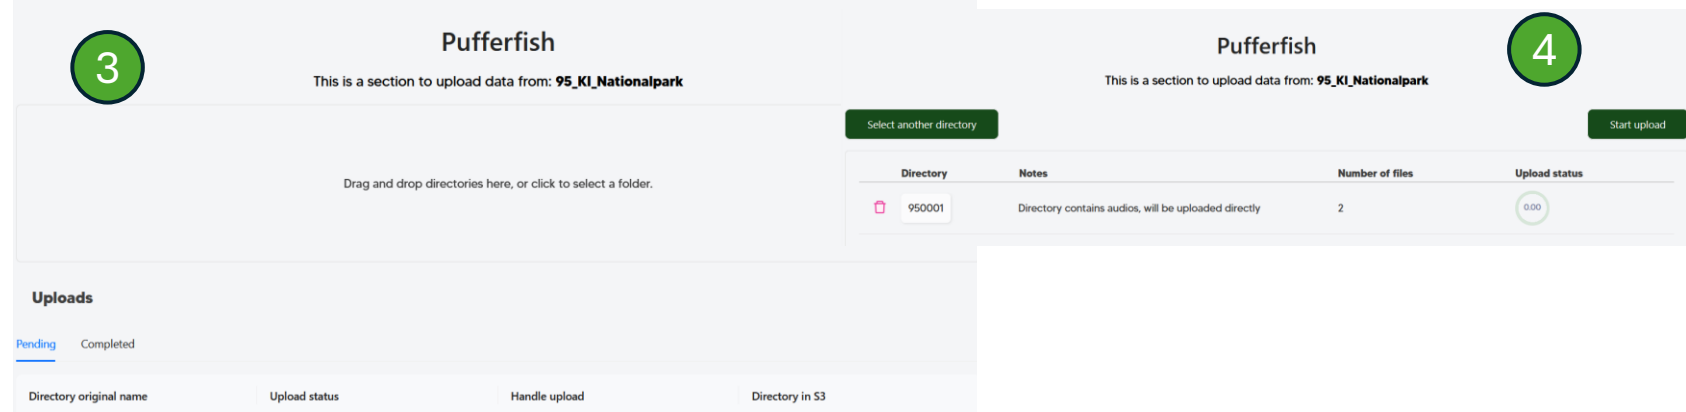 3
Pufferfish
This is a section to upload data from: 95_KI_Nationalpark
Drag and drop directories here, or click to select a folder.
Uploads
Pending Completed
Directory original name Upload status Handle upload Directory in S3
4
Pufferfish
This is a section to upload data from: 95_KI_Nationalpark
Select another directory Start upload
Directory Notes Number of files Upload status
950001 Directory contains audios, will be uploaded directly 2 0.00